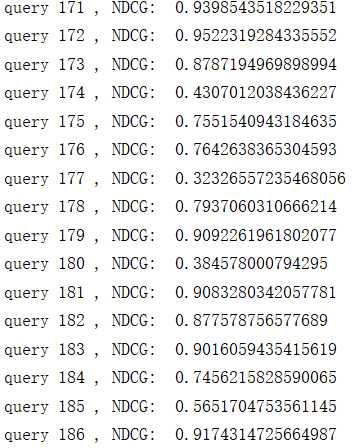 query 171 , NDCG:  0.9398543518229351
query 172 , NDCG:  0.9522319284335552
query 173 , NDCG:  0.8787194969898994
query 174 , NDCG:  0.4307012038436227
query 175 , NDCG:  0.7551540943184635
query 176 , NDCG:  0.7642638365304593
query 177 , NDCG:  0.32326557235468056
query 178 , NDCG:  0.7937060310666214
query 179 , NDCG:  0.9092261961802077
query 180 , NDCG:  0.384578000794295
query 181 , NDCG:  0.9083280342057781
query 182 , NDCG:  0.877578756577689
query 183 , NDCG:  0.9016059435415619
query 184 , NDCG:  0.7456215828590065
query 185 , NDCG:  0.5651704753561145
query 186 , NDCG:  0.9174314725664987